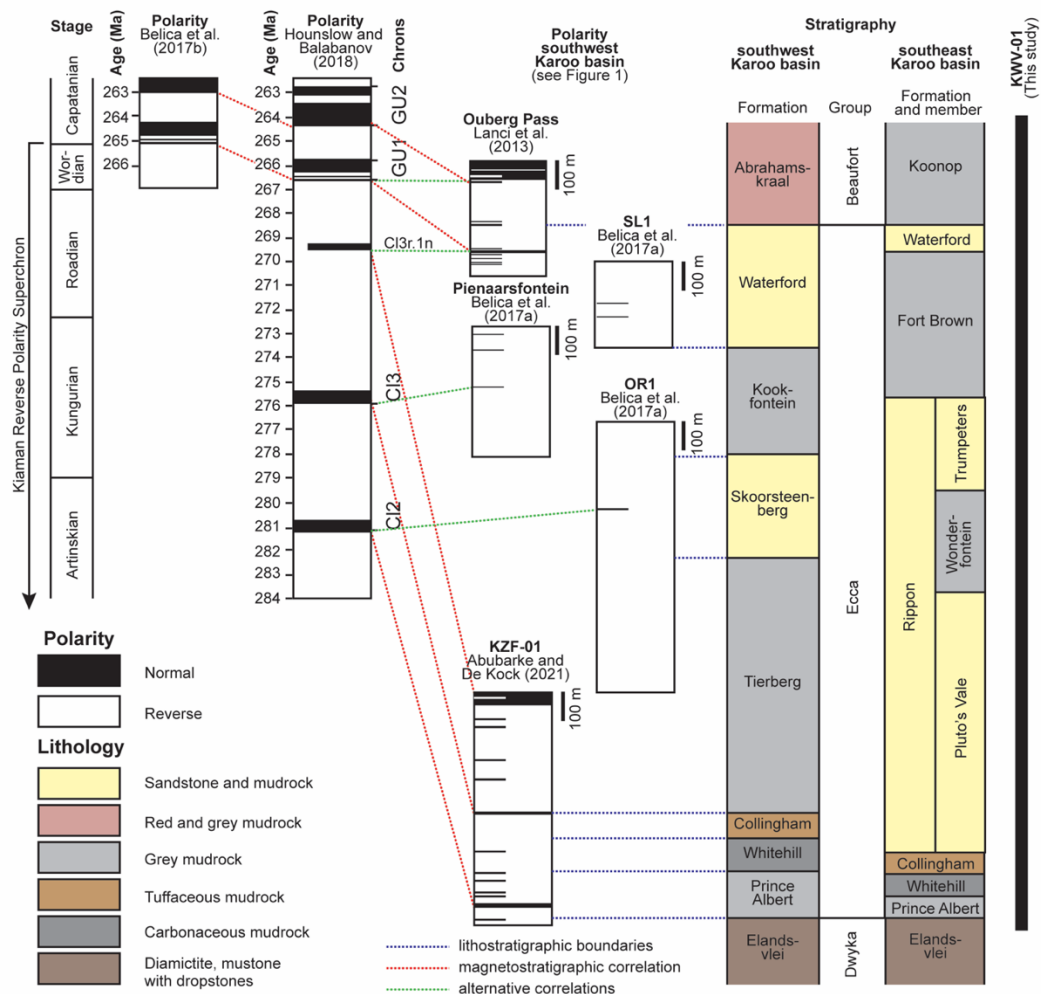 Stage
Age (Ma)
Polarity
Belica et al.
(2017b)
Age (Ma)
Polarity
Hounslow and
Balabanov
(2018)
Chrons
Polarity
southwest
Karoo basin
(see Figure 1)
Stratigraphy
southwest
Karoo basin
southeast
Karoo basin
Formation
Group
Formation
and member
KWV-01
(This study)
Kiaman Reverse Polarity Superchron
Capatanian
Wor-
dian
Roadian
Kungurian
Artinskian
263
264
265
266
263
264
265
266
267
268
269
270
271
272
273
274
275
276
277
278
279
280
281
282
283
284
GU2
GU1
CI3r.1n
CI3
CI2
Ouberg Pass
Lanci et al.
(2013)
100 m
SL1
Belica et al.
(2017a)
100 m
Pienaarsfontein
Belica et al.
(2017a)
100 m
OR1
Belica et al.
(2017a)
100 m
KZF-01
Abubarke and
De Kock (2021)
100 m
Abrahams-
kraal
Waterford
Kook-
fontein
Skoorsteen-
berg
Tierberg
Collingham
Whitehill
Prince
Albert
Elands-
vlei
Beaufort
Ecca
Dwyka
Koonop
Waterford
Fort Brown
Rippon
Trumpeters
Wonder-
fontein
Pluto's Vale
Collingham
Whitehill
Prince Albert
Elands-
vlei
Polarity
Normal
Reverse
Lithology
Sandstone and mudrock
Red and grey mudrock
Grey mudrock
Tuffaceous mudrock
Carbonaceous mudrock
Diamictite, mustone
with dropstones
lithostratigraphic boundaries
magnetostratigraphic correlation
alternative correlations